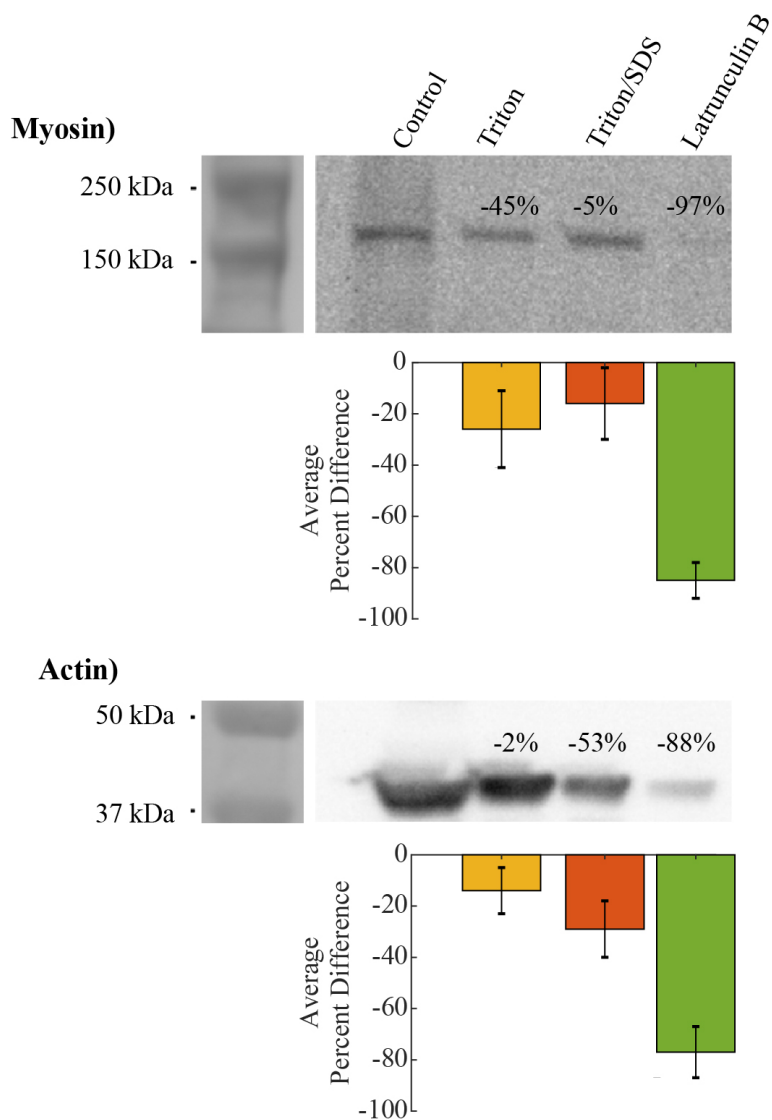 Control
Triton
Triton/SDS
Latrunculin B
Myosin)
250 kDa -
150 kDa -
-45% -5% -97%
0
-20
-40
-60
-80
-100
Average
Percent Difference
Actin)
50 kDa -
37 kDa -
-2% -53% -88%
0
-20
-40
-60
-80
-100
Average
Percent Difference